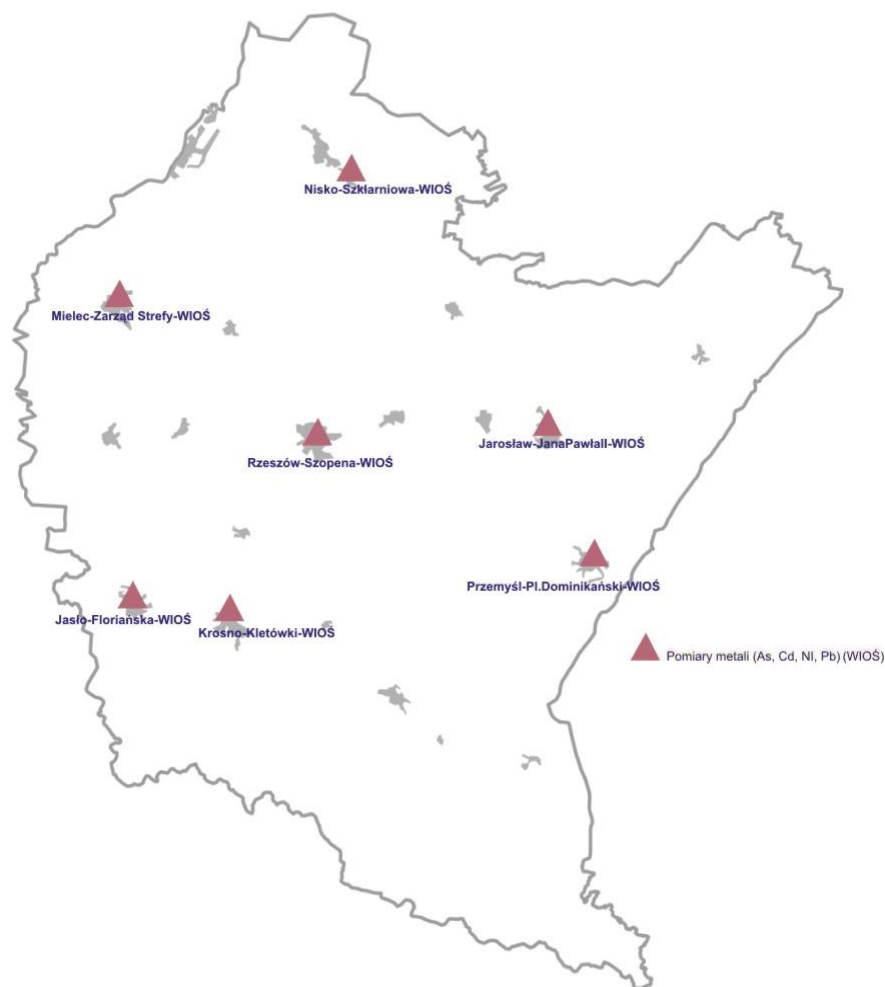 Nisko-Szklarniowa-WIOŚ
Mielec-Zarząd Strefy-WIOŚ
Rzeszów-Szopena-WIOŚ
Jarosław-JanaPawłaII-WIOŚ
Przemyśl-Pl.Dominikański-WIOŚ
Jasło-Floriańska-WIOŚ
Krosno-Kletówki-WIOŚ
Pomiary metali (As, Cd, NI, Pb) (WIOŚ)